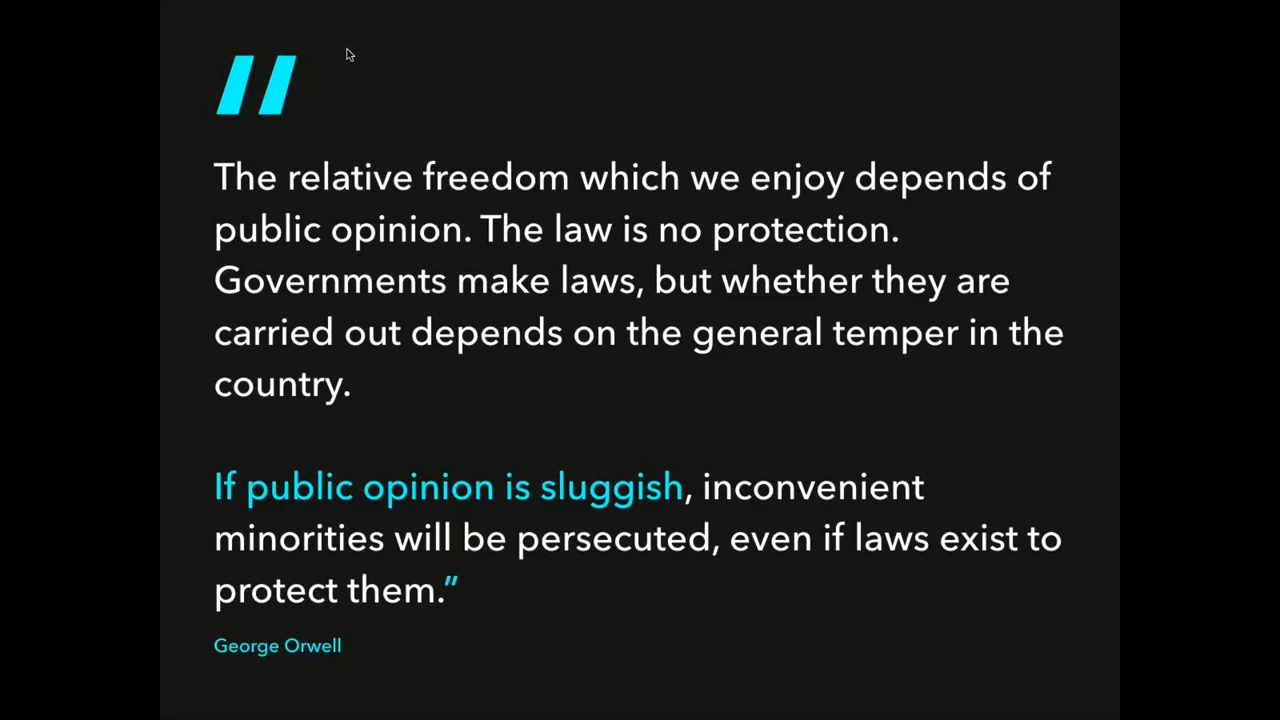 "
The relative freedom which we enjoy depends of
public opinion. The law is no protection.
Governments make laws, but whether they are
carried out depends on the general temper in the
country.
If public opinion is sluggish, inconvenient
minorities will be persecuted, even if laws exist to
protect them.”
George Orwell